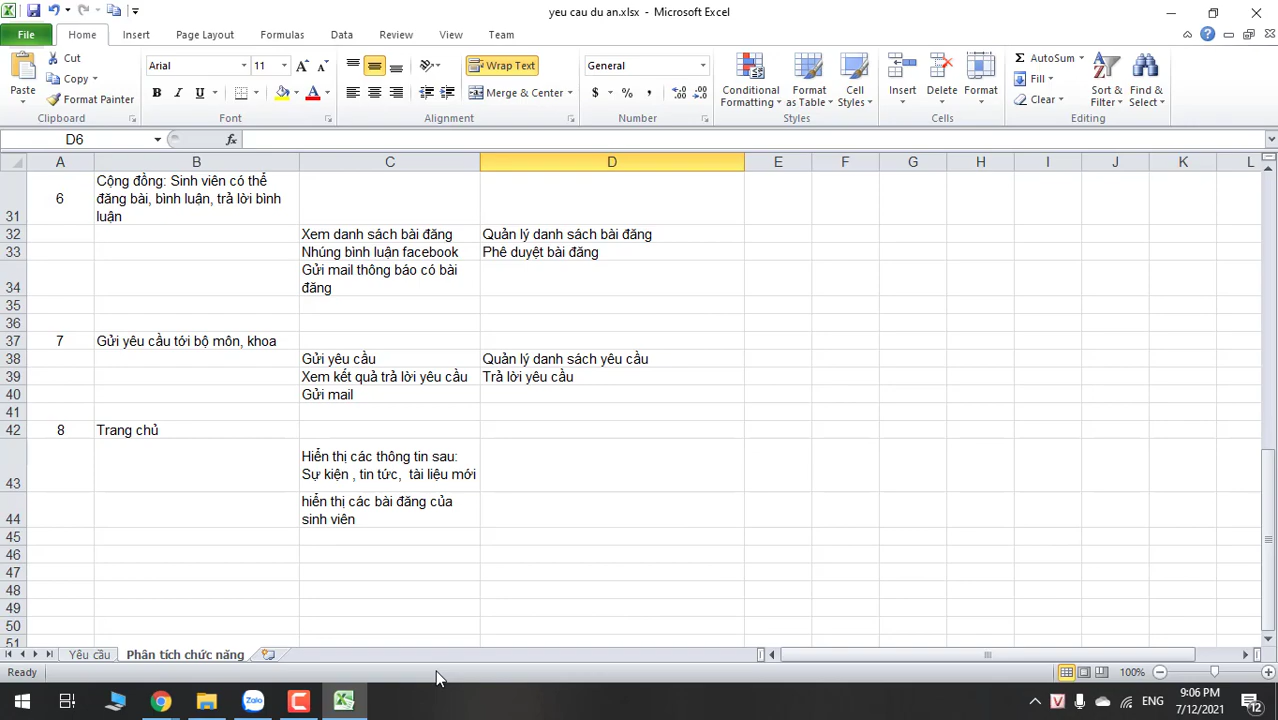 yeu cau du an.xlsx - Microsoft Excel
File Home Insert Page Layout Formulas Data Review View Team
Paste
Cut
Copy
Format Painter
Clipboard
Arial 11
B I U A
Font
Wrap Text
Merge & Center
Alignment
General
$ % ,
Number
Conditional Formatting
Format as Table
Cell Styles
Styles
Insert Delete Format
Cells
AutoSum
Fill
Clear
Sort & Filter
Find & Select
Editing
D6 fx
A B C D E F G H I J K L
31 6 Cộng đồng: Sinh viên có thể
đăng bài, bình luận, trả lời bình
luận
32 Xem danh sách bài đăng Quản lý danh sách bài đăng
33 Nhúng bình luận facebook Phê duyệt bài đăng
34 Gửi mail thông báo có bài
đăng
35
36
37 7 Gửi yêu cầu tới bộ môn, khoa
38 Gửi yêu cầu Quản lý danh sách yêu cầu
39 Xem kết quả trả lời yêu cầu Trả lời yêu cầu
40 Gửi mail
41
42 8 Trang chủ
43 Hiển thị các thông tin sau:
Sự kiện , tin tức, tài liệu mới
44 hiển thị các bài đăng của
sinh viên
45
46
47
48
49
50
51
Yêu cầu Phân tích chức năng
Ready 100%
Zalo
ENG
9:06 PM
7/12/2021
12